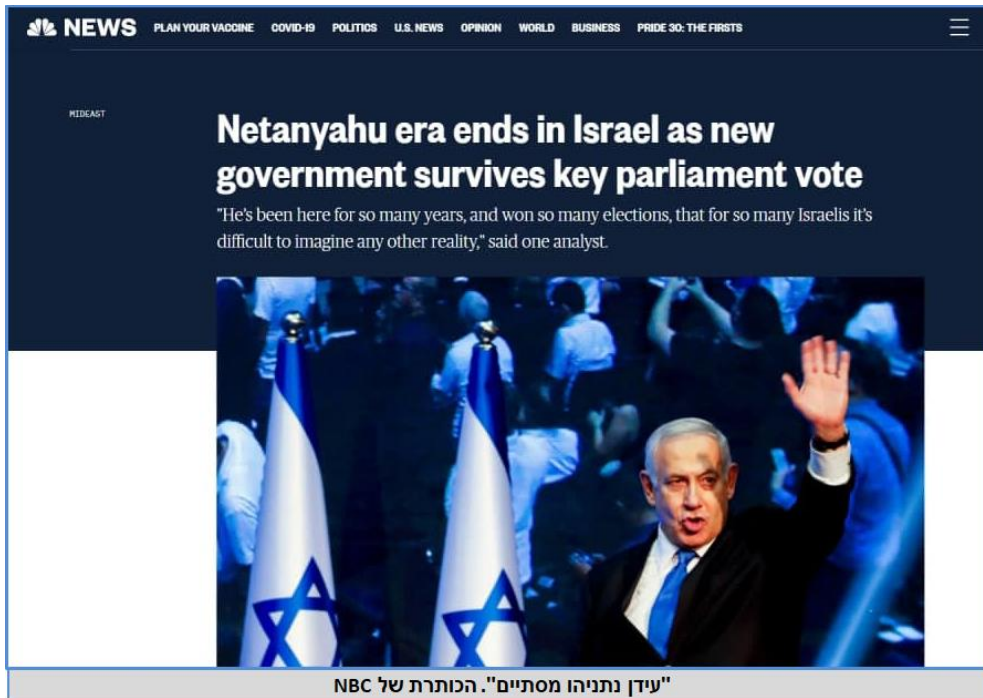 NEWS PLAN YOUR VACCINE COVID-19 POLITICS U.S. NEWS OPINION WORLD BUSINESS PRIDE 30: THE FIRSTS
MIDEAST
Netanyahu era ends in Israel as new
government survives key parliament vote
"He's been here for so many years, and won so many elections, that for so many Israelis it's
difficult to imagine any other reality," said one analyst.
"עידן נתניהו מסתיים". הכותרת של NBC